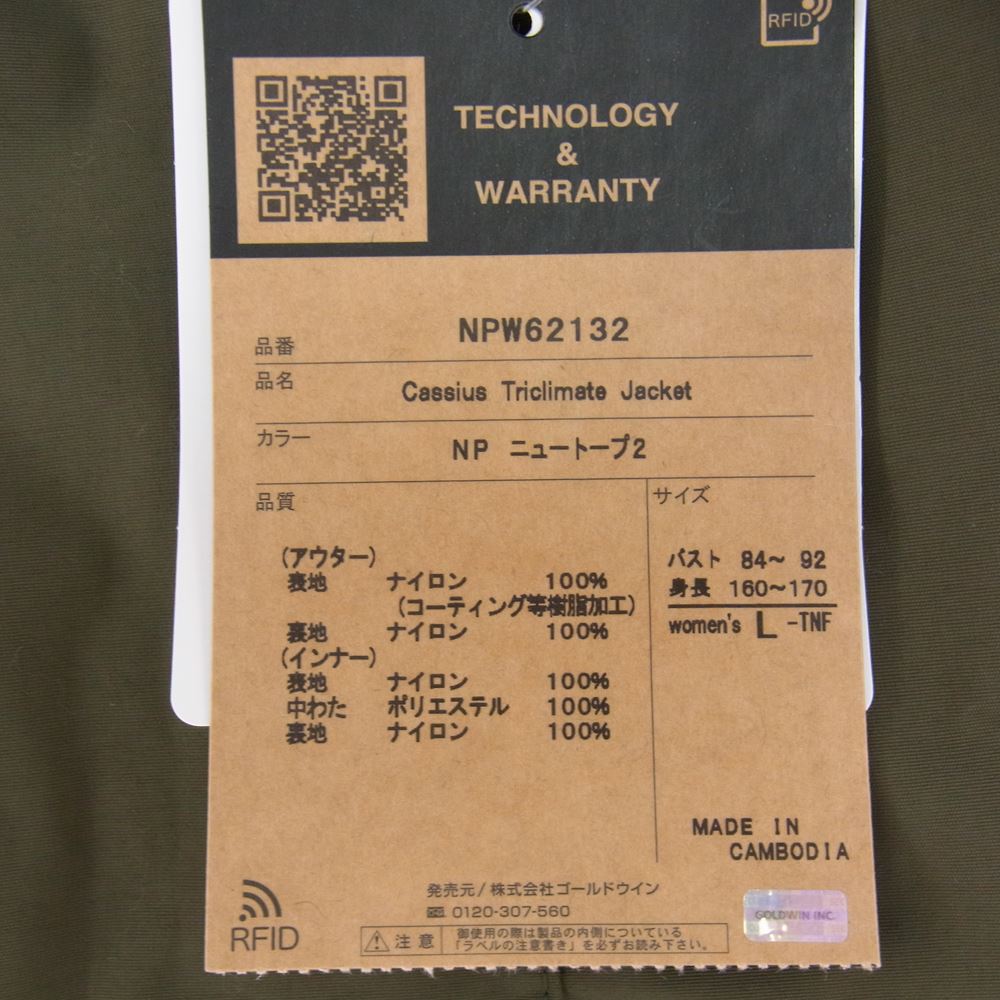 RFID
TECHNOLOGY
&
WARRANTY
品番 NPW62132
品名 Cassius Triclimate Jacket
カラー NP ニュートープ2
品質
(アウター)
表地 ナイロン 100%
(コーティング等樹脂加工)
裏地 ナイロン 100%
(インナー)
表地 ナイロン 100%
中わた ポリエステル 100%
裏地 ナイロン 100%
サイズ
バスト 84~ 92
身長 160~170
women's L -TNF
MADE IN
CAMBODIA
RFID
発売元/株式会社ゴールドウイン
0120-307-560
注意
御使用の際は製品の内側についている
「ラベルの注意書き」を必ずお読み下さい。
GOLDWIN INC.